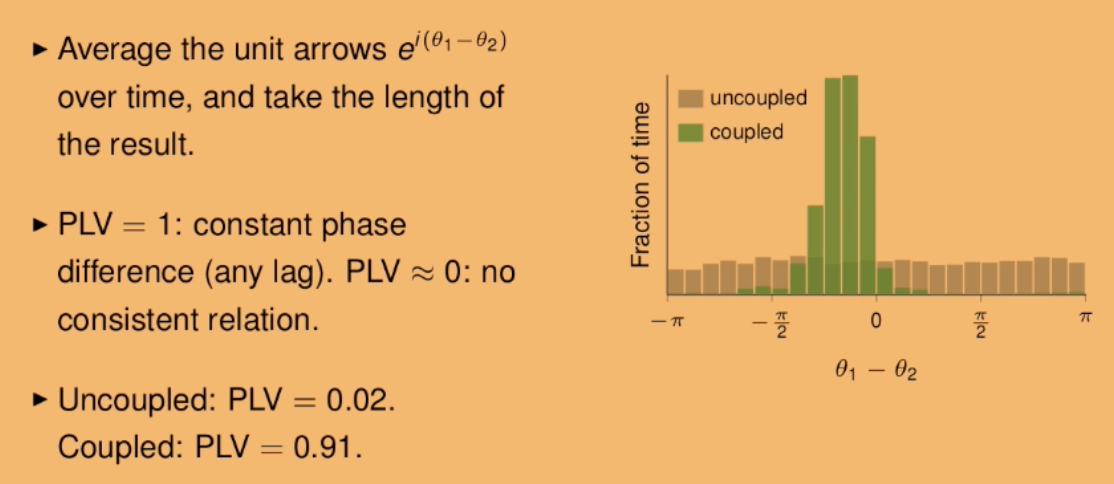 ▸ Average the unit arrows e^{i(θ₁−θ₂)}
over time, and take the length of
the result.
▸ PLV = 1: constant phase
difference (any lag). PLV ≈ 0: no
consistent relation.
▸ Uncoupled: PLV = 0.02.
Coupled: PLV = 0.91.
Fraction of time
uncoupled
coupled
−π −π/2 0 π/2 π
θ₁ − θ₂